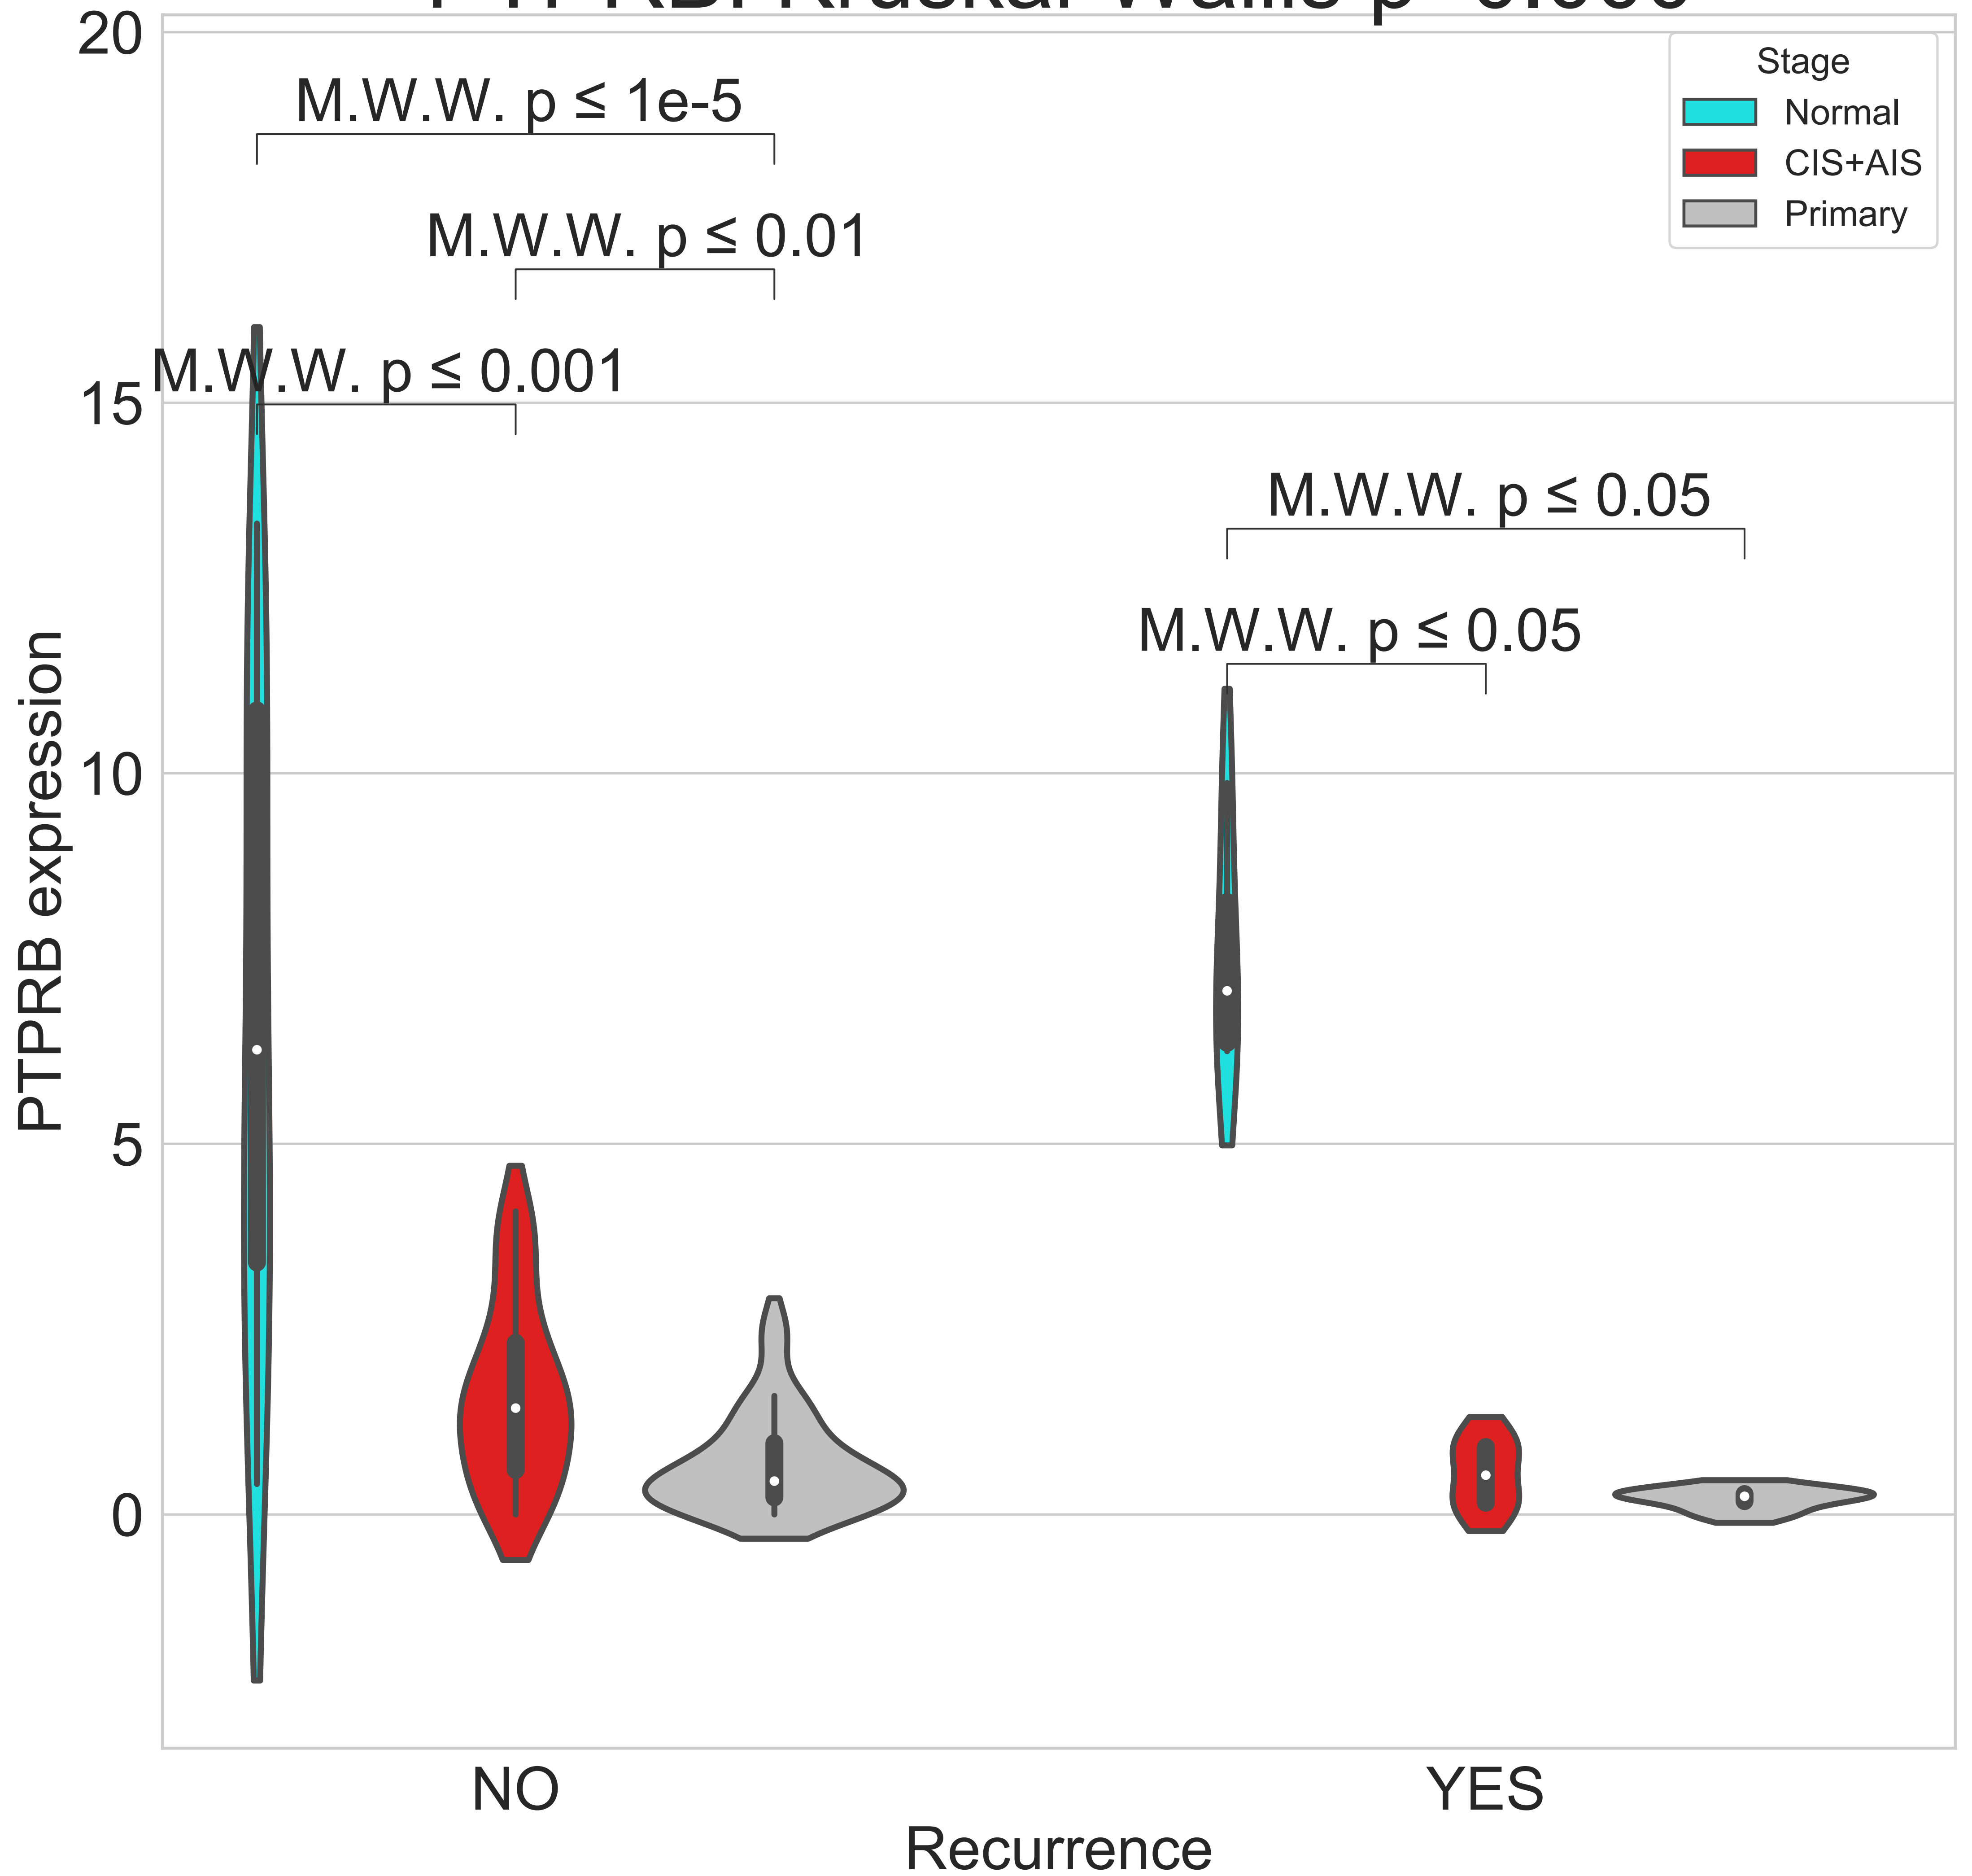 20
M.W.W. p ≤ 1e-5
Stage
Normal
CIS+AIS
Primary
M.W.W. p ≤ 0.01
M.W.W. p ≤ 0.001
15
M.W.W. p ≤ 0.05
M.W.W. p ≤ 0.05
10
PTPRB expression
5
0
NO
YES
Recurrence